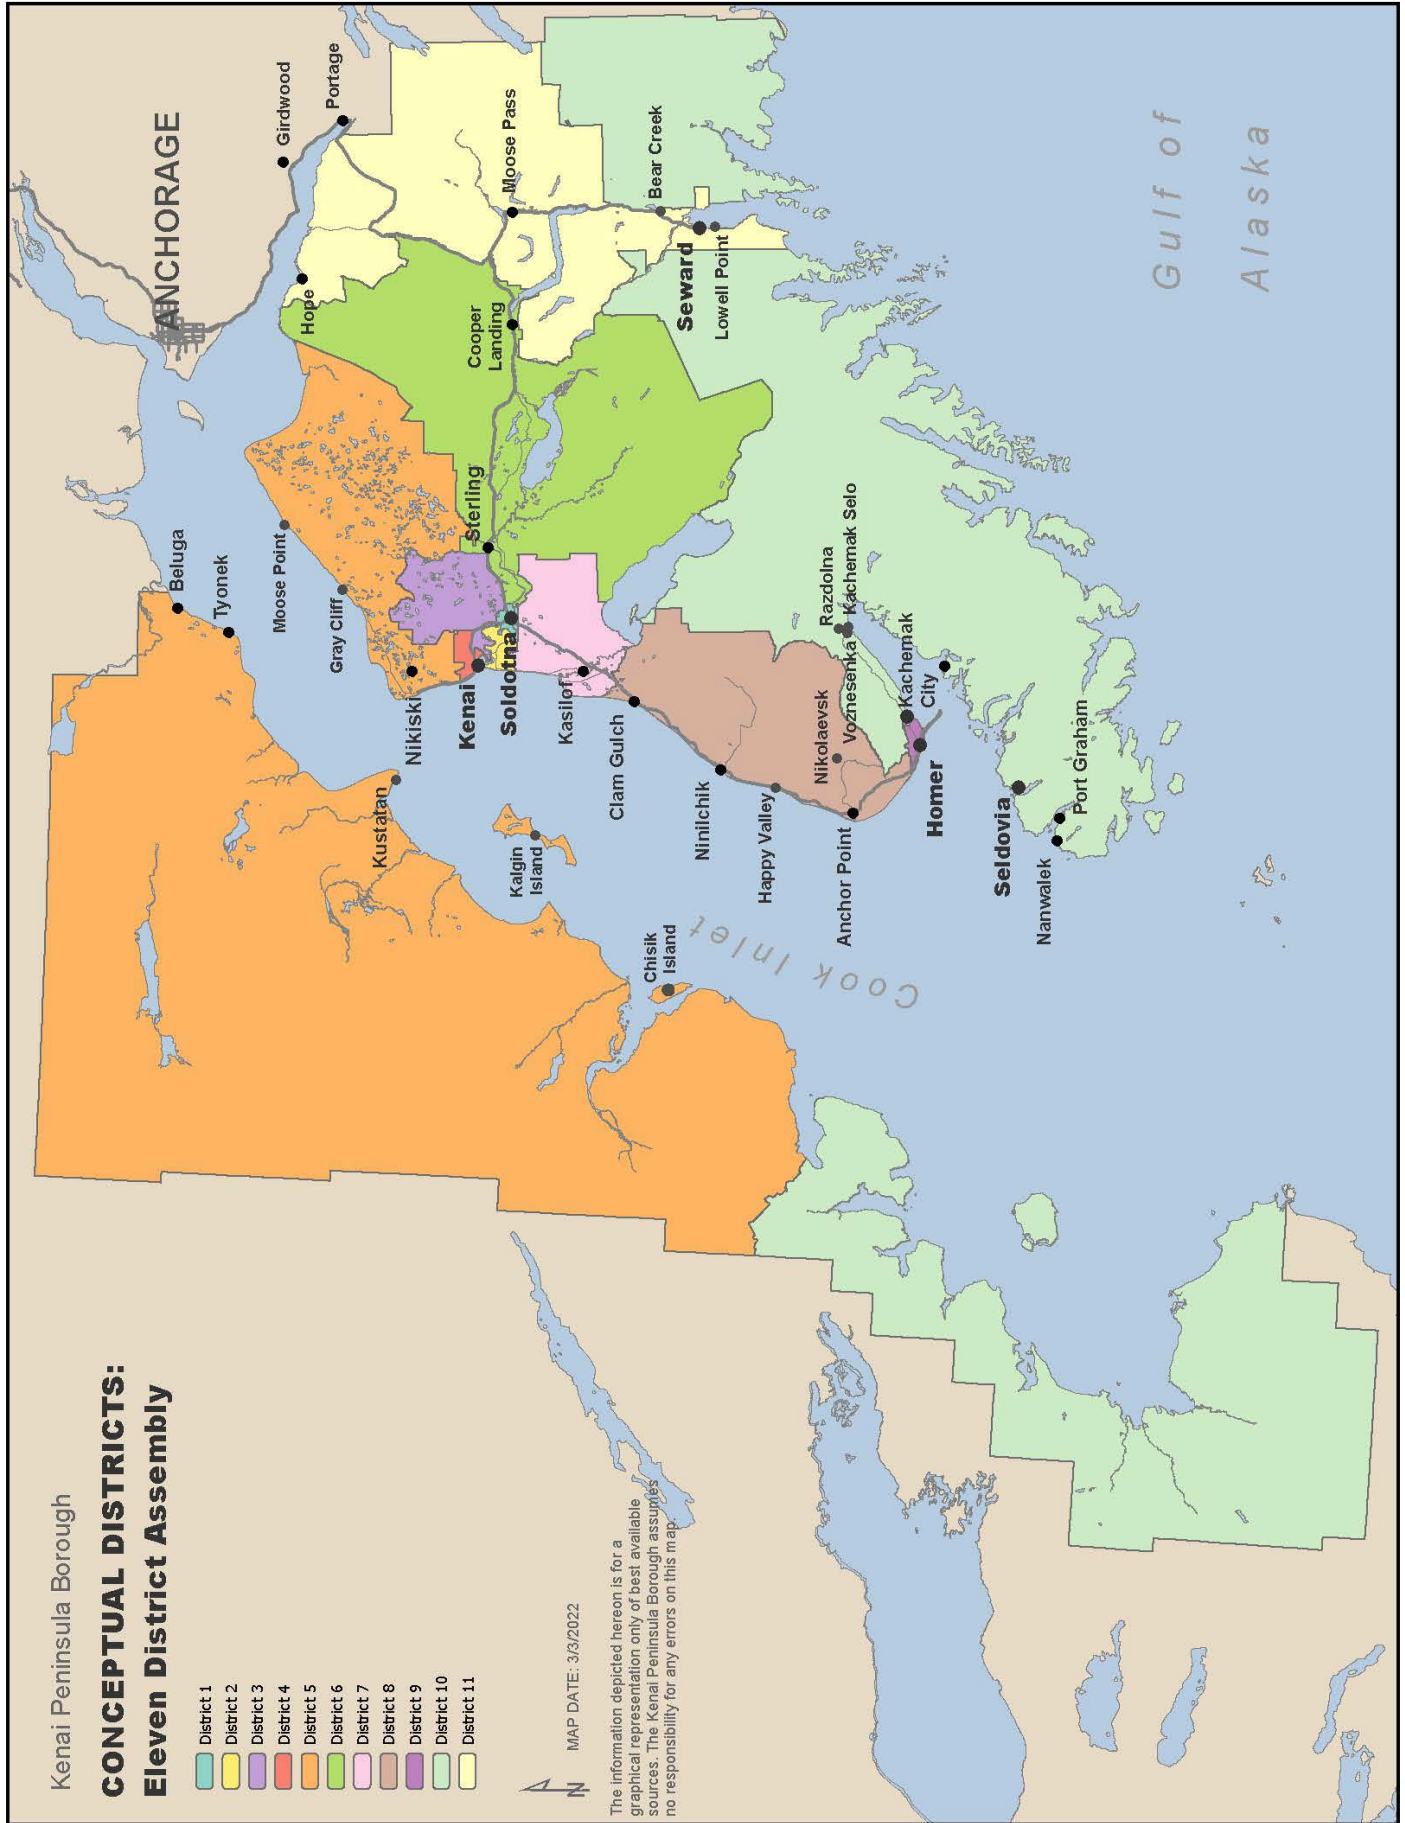 Kenai Peninsula Borough
CONCEPTUAL DISTRICTS:
Eleven District Assembly
District 1
District 2
District 3
District 4
District 5
District 6
District 7
District 8
District 9
District 10
District 11
N
MAP DATE: 3/3/2022
The information depicted hereon is for a
graphical representation only of best available
sources. The Kenai Peninsula Borough assumes
no responsibility for any errors on this map.
ANCHORAGE
Girdwood
Portage
Hope
Beluga
Tyonek
Moose Point
Gray Cliff
Nikiski
Kenai
Soldotna
Sterling
Cooper
Landing
Moose Pass
Bear Creek
Seward
Lowell Point
Kustatan
Kalgin
Island
Kasilof
Clam Gulch
Chisik
Island
Ninilchik
Happy Valley
Nikolaevsk
Voznesenka
Razdolna
Kachemak Selo
Kachemak
City
Anchor Point
Homer
Seldovia
Port Graham
Nanwalek
Cook Inlet
Gulf of
Alaska